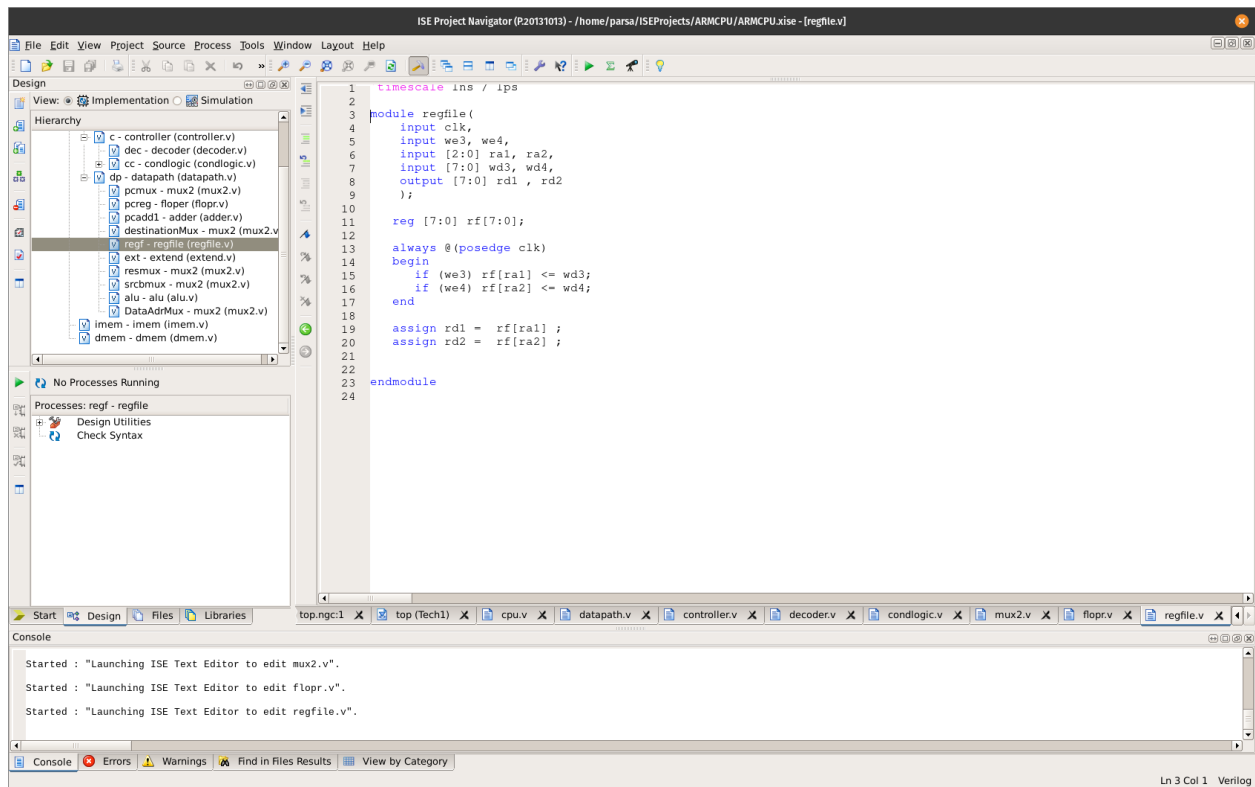 ISE Project Navigator (P.20131013) - /home/parsa/ISEProjects/ARMCPU/ARMCPU.xise - [regfile.v]
File Edit View Project Source Process Tools Window Layout Help
Design
View: Implementation Simulation
Hierarchy
c - controller (controller.v)
dec - decoder (decoder.v)
cc - condlogic (condlogic.v)
dp - datapath (datapath.v)
pcmux - mux2 (mux2.v)
pcreg - floper (flopr.v)
pcadd1 - adder (adder.v)
destinationMux - mux2 (mux2.v
regf - regfile (regfile.v)
ext - extend (extend.v)
resmux - mux2 (mux2.v)
srcbmux - mux2 (mux2.v)
alu - alu (alu.v)
DataAdrMux - mux2 (mux2.v)
imem - imem (imem.v)
dmem - dmem (dmem.v)
No Processes Running
Processes: regf - regfile
Design Utilities
Check Syntax
Start Design Files Libraries
1 timescale 1ns / 1ps
2
3 module regfile(
4 input clk,
5 input we3, we4,
6 input [2:0] ra1, ra2,
7 input [7:0] wd3, wd4,
8 output [7:0] rd1 , rd2
9 );
10
11 reg [7:0] rf[7:0];
12
13 always @(posedge clk)
14 begin
15 if (we3) rf[ra1] <= wd3;
16 if (we4) rf[ra2] <= wd4;
17 end
18
19 assign rd1 = rf[ra1] ;
20 assign rd2 = rf[ra2] ;
21
22
23 endmodule
24
top.ngc:1 top (Tech1) cpu.v datapath.v controller.v decoder.v condlogic.v mux2.v flopr.v regfile.v
Console
Started : "Launching ISE Text Editor to edit mux2.v".
Started : "Launching ISE Text Editor to edit flopr.v".
Started : "Launching ISE Text Editor to edit regfile.v".
Console Errors Warnings Find in Files Results View by Category
Ln 3 Col 1 Verilog